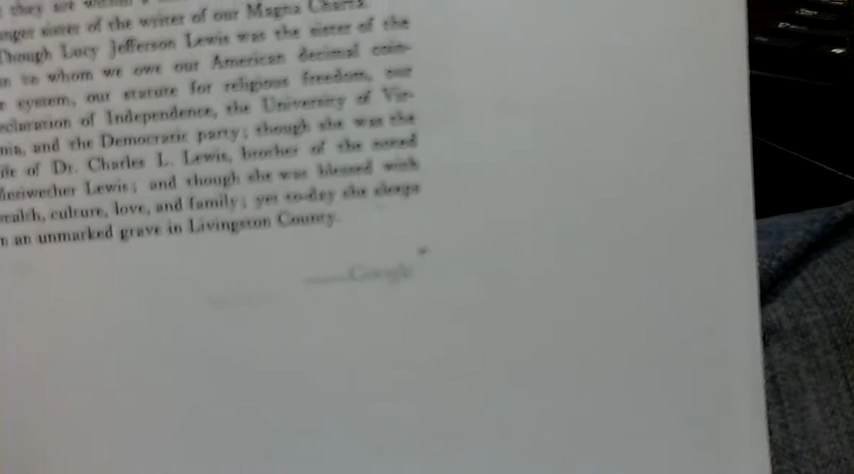 they are within a
nger sister of the writer of our Magna Charta.
Though Lucy Jefferson Lewis was the sister of the
n to whom we owe our American decimal coin-
r system, our statute for religious freedom, our
eclaration of Independence, the University of Vir-
nia, and the Democratic party; though she was the
ife of Dr. Charles L. Lewis, brother of the noted
Meriwether Lewis; and though she was blessed with
ealth, culture, love, and family; yet to-day she sleeps
n an unmarked grave in Livingston County.
Google